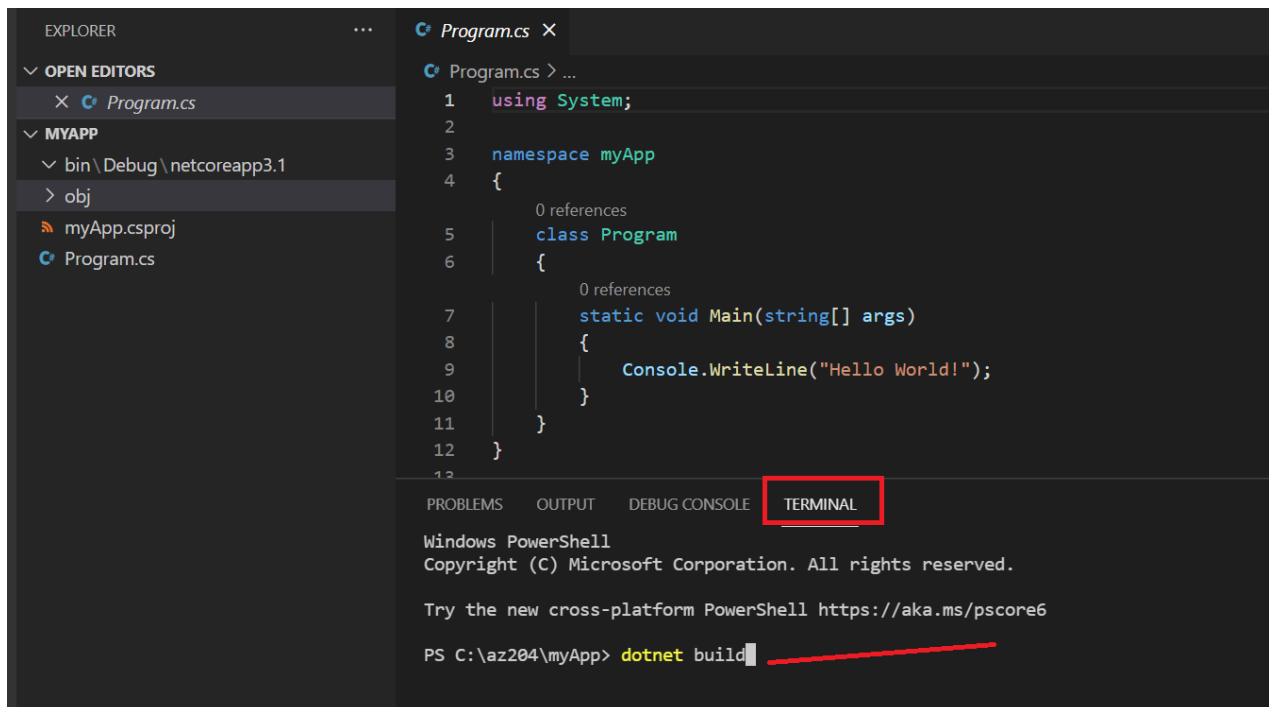 EXPLORER ...
OPEN EDITORS
Program.cs
MYAPP
bin\Debug\netcoreapp3.1
obj
myApp.csproj
Program.cs
Program.cs
Program.cs > ...
1 using System;
2
3 namespace myApp
4 {
0 references
5 class Program
6 {
0 references
7 static void Main(string[] args)
8 {
9 Console.WriteLine("Hello World!");
10 }
11 }
12 }
13
PROBLEMS OUTPUT DEBUG CONSOLE TERMINAL
Windows PowerShell
Copyright (C) Microsoft Corporation. All rights reserved.
Try the new cross-platform PowerShell https://aka.ms/pscore6
PS C:\az204\myApp> dotnet build